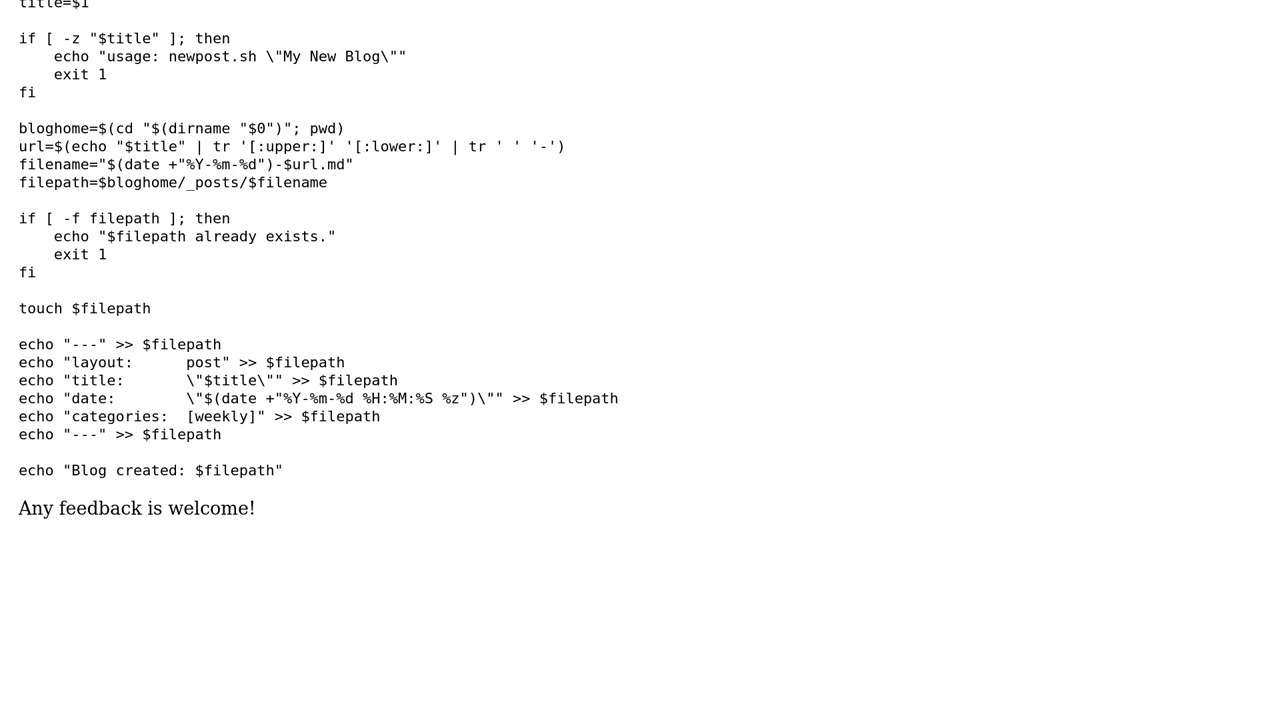 title=$1
if [ -z "$title" ]; then
    echo "usage: newpost.sh \"My New Blog\""
    exit 1
fi
bloghome=$(cd "$(dirname "$0")"; pwd)
url=$(echo "$title" | tr '[:upper:]' '[:lower:]' | tr ' ' '-')
filename="$(date +"%Y-%m-%d")-$url.md"
filepath=$bloghome/_posts/$filename
if [ -f filepath ]; then
    echo "$filepath already exists."
    exit 1
fi
touch $filepath
echo "---" >> $filepath
echo "layout:      post" >> $filepath
echo "title:       \"$title\"" >> $filepath
echo "date:        \"$(date +"%Y-%m-%d %H:%M:%S %z")\"" >> $filepath
echo "categories:  [weekly]" >> $filepath
echo "---" >> $filepath
echo "Blog created: $filepath"
Any feedback is welcome!